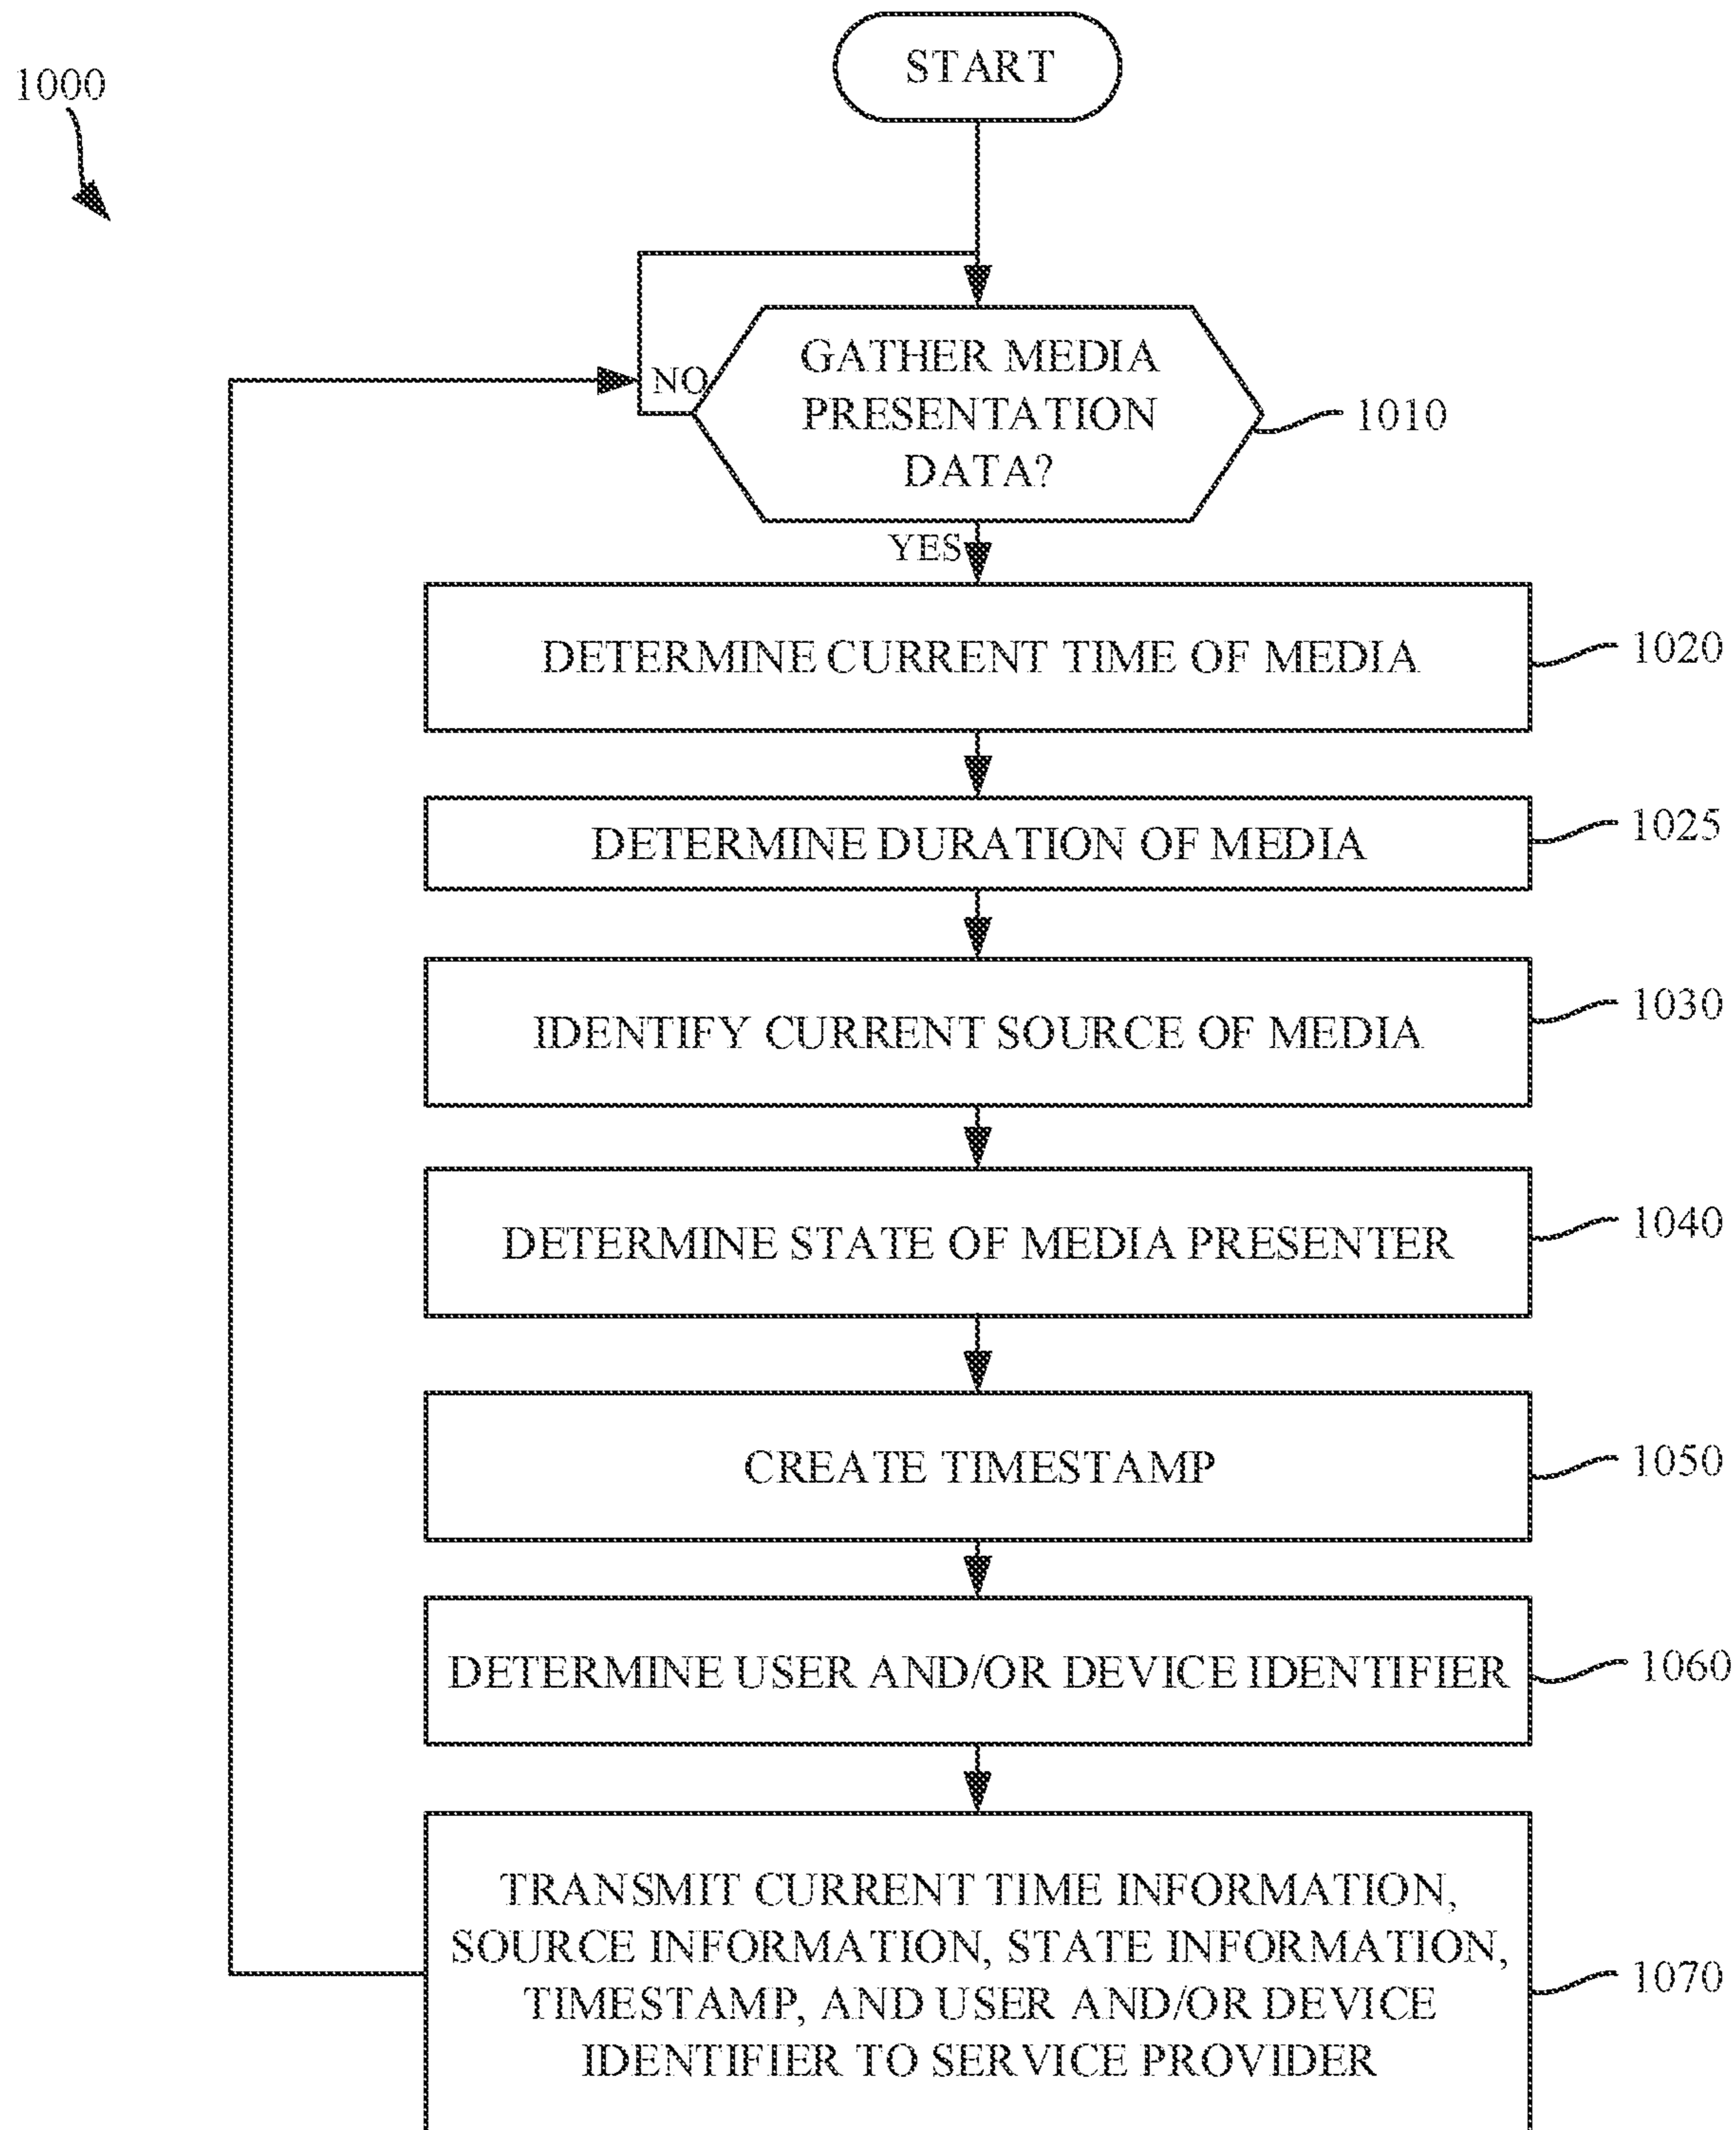 START
1000
GATHER MEDIA
PRESENTATION
DATA?
NO
1010
YES
DETERMINE CURRENT TIME OF MEDIA
1020
DETERMINE DURATION OF MEDIA
1025
IDENTIFY CURRENT SOURCE OF MEDIA
1030
DETERMINE STATE OF MEDIA PRESENTER
1040
CREATE TIMESTAMP
1050
DETERMINE USER AND/OR DEVICE IDENTIFIER
1060
TRANSMIT CURRENT TIME INFORMATION,
SOURCE INFORMATION, STATE INFORMATION,
TIMESTAMP, AND USER AND/OR DEVICE
IDENTIFIER TO SERVICE PROVIDER
1070